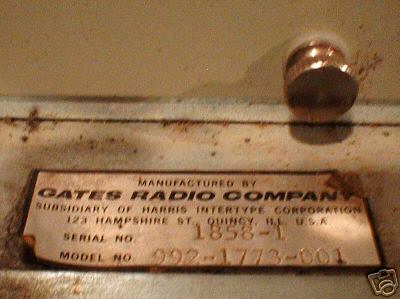 MANUFACTURED BY
GATES RADIO COMPANY
SUBSIDIARY OF HARRIS INTERTYPE CORPORATION
123 HAMPSHIRE ST., QUINCY, ILL. U.S.A.
SERIAL NO. 1858-1
MODEL NO. 992-1773-001